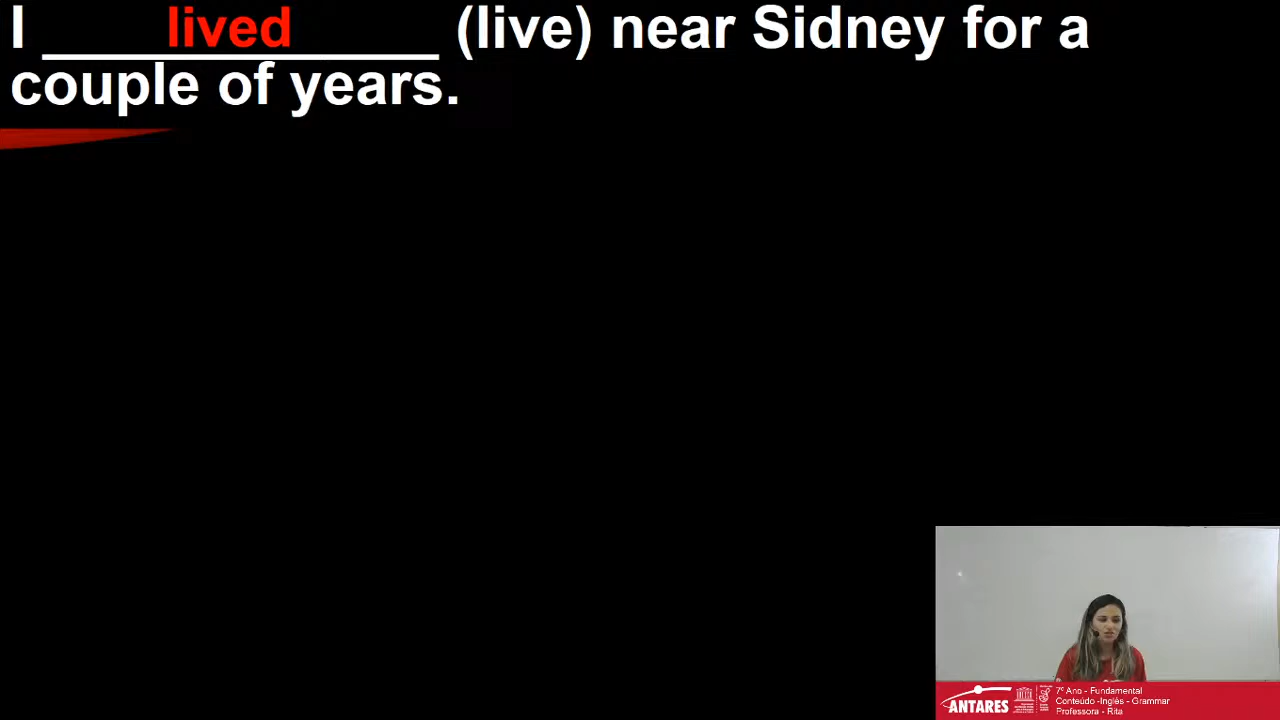 I lived (live) near Sidney for a
couple of years.
ANTARES
7º Ano - Fundamental
Conteúdo -Inglês - Grammar
Professora - Rita